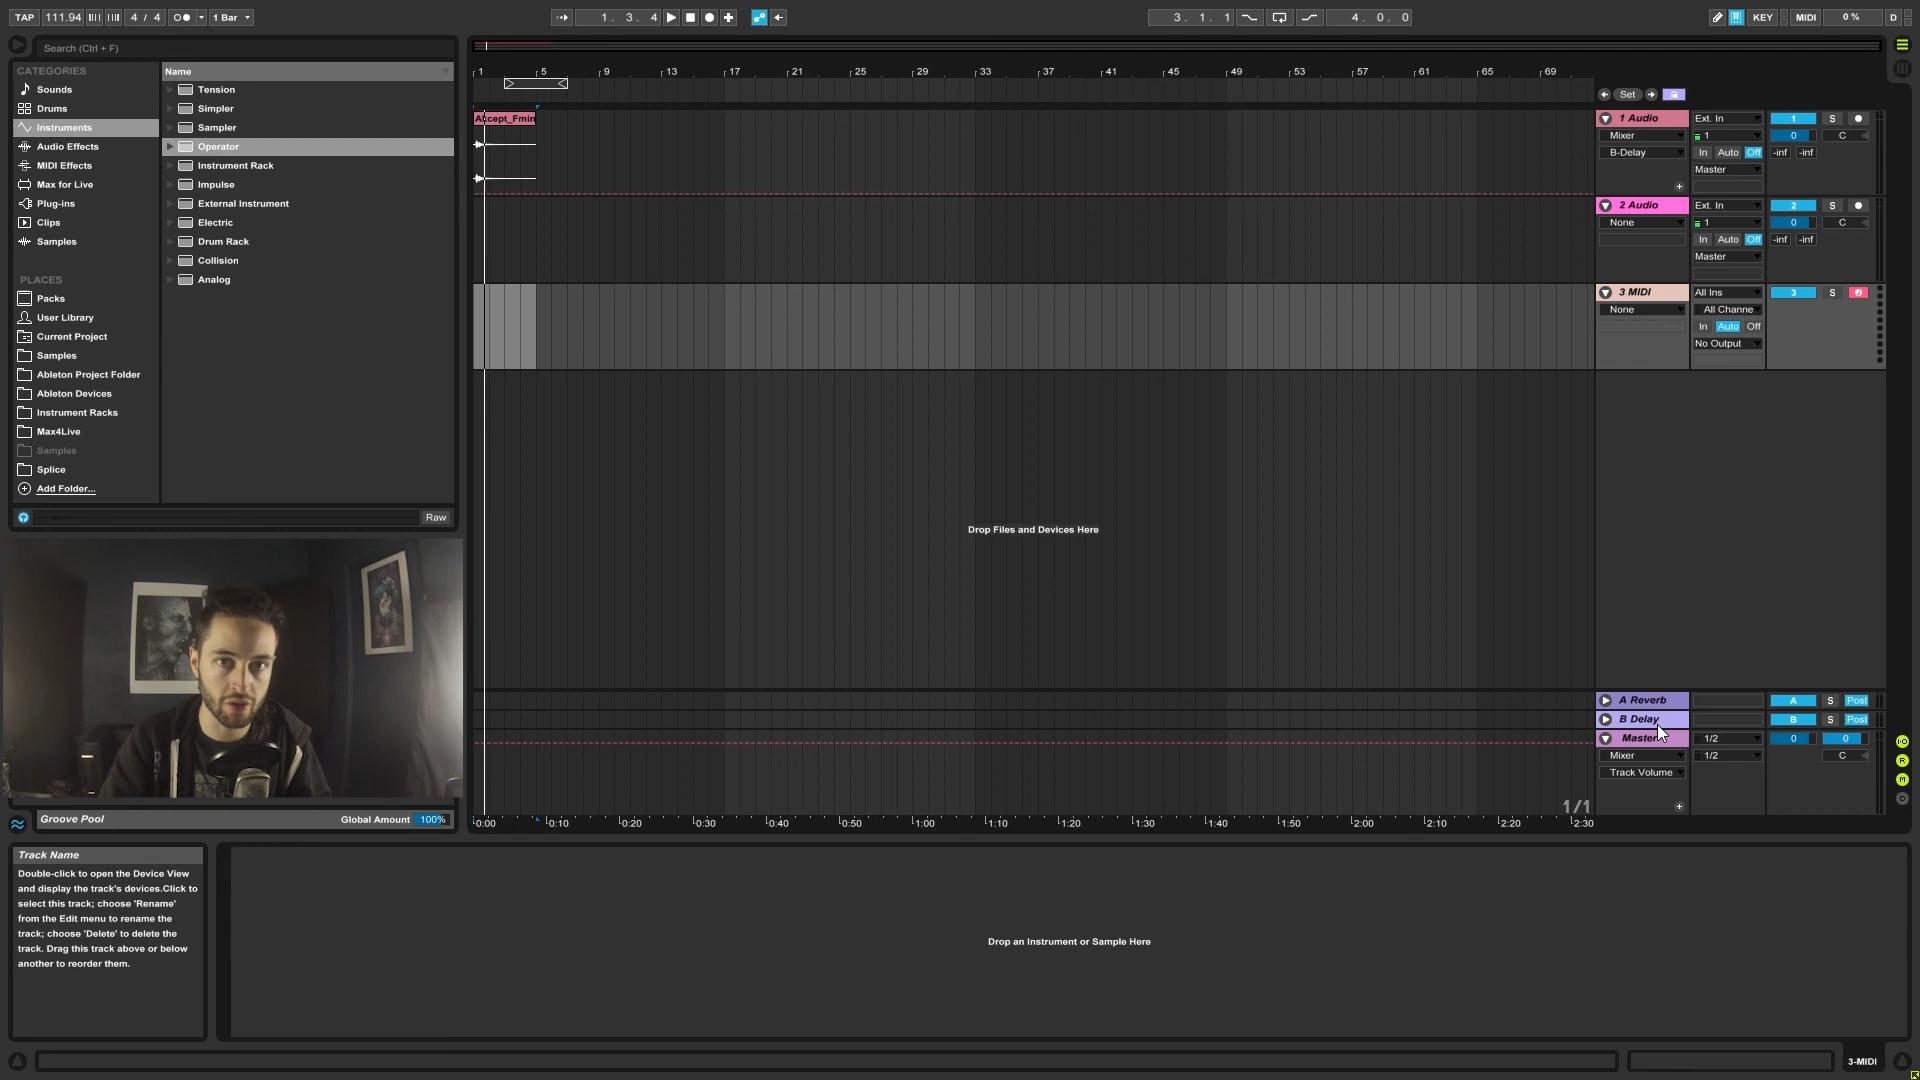 TAP 111.94 4 / 4 1 Bar 1. 3. 4 3. 1. 1 4. 0. 0 KEY MIDI 0 % D
Search (Ctrl + F)
CATEGORIES
Sounds
Drums
Instruments
Audio Effects
MIDI Effects
Max for Live
Plug-ins
Clips
Samples
PLACES
Packs
User Library
Current Project
Samples
Ableton Project Folder
Ableton Devices
Instrument Racks
Max4Live
Samples
Splice
Add Folder...
Name
Tension
Simpler
Sampler
Operator
Instrument Rack
Impulse
External Instrument
Electric
Drum Rack
Collision
Analog
Raw
Groove Pool Global Amount 100%
1 5 9 13 17 21 25 29 33 37 41 45 49 53 57 61 65 69
Set
Accept_Fmin
1 Audio Ext. In 1 S
Mixer 1 0 C
B-Delay In Auto Off -inf -inf
Master
2 Audio Ext. In 2 S
None 1 0 C
In Auto Off -inf -inf
Master
3 MIDI All Ins 3 S
None All Channe
In Auto Off
No Output
Drop Files and Devices Here
A Reverb A S Post
B Delay B S Post
Master 1/2 0 0
Mixer 1/2 C
Track Volume
1/1
0:00 0:10 0:20 0:30 0:40 0:50 1:00 1:10 1:20 1:30 1:40 1:50 2:00 2:10 2:20 2:30
I·O
R
M
D
Track Name
Double-click to open the Device View
and display the track's devices.Click to
select this track; choose 'Rename'
from the Edit menu to rename the
track; choose 'Delete' to delete the
track. Drag this track above or below
another to reorder them.
Drop an Instrument or Sample Here
3-MIDI